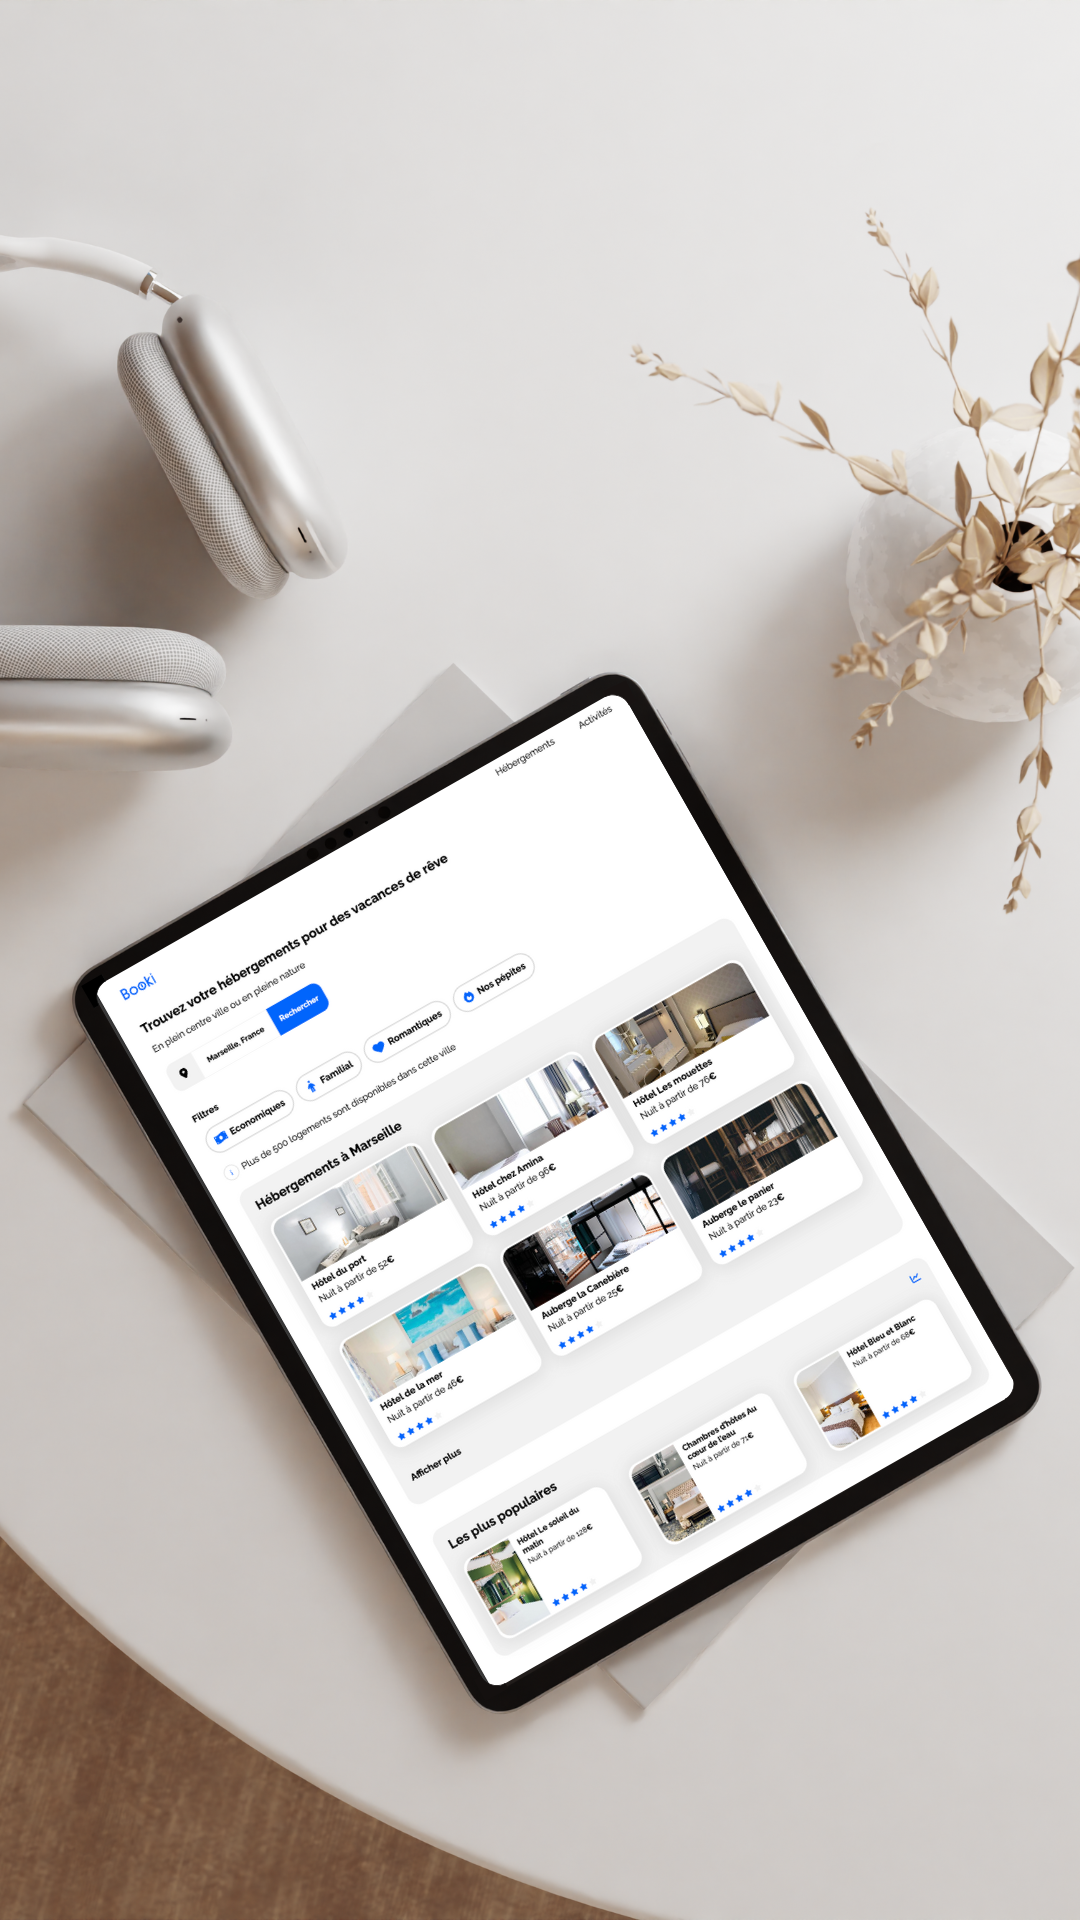 Booki
Hébergements
Activités
Trouvez votre hébergements pour des vacances de rêve
En plein centre ville ou en pleine nature
Marseille, France
Rechercher
Filtres
Economiques
Familial
Romantiques
Nos pépites
Plus de 500 logements sont disponibles dans cette ville
Hébergements à Marseille
Hôtel du port
Nuit à partir de 52€
Hôtel chez Amina
Nuit à partir de 96€
Hôtel Les mouettes
Nuit à partir de 76€
Hôtel de la mer
Nuit à partir de 46€
Auberge la Canebière
Nuit à partir de 25€
Auberge le panier
Nuit à partir de 23€
Afficher plus
Les plus populaires
Hôtel Le soleil du
matin
Nuit à partir de 128€
Chambres d'hôtes Au
cœur de l'eau
Nuit à partir de 71€
Hôtel Bleu et Blanc
Nuit à partir de 68€